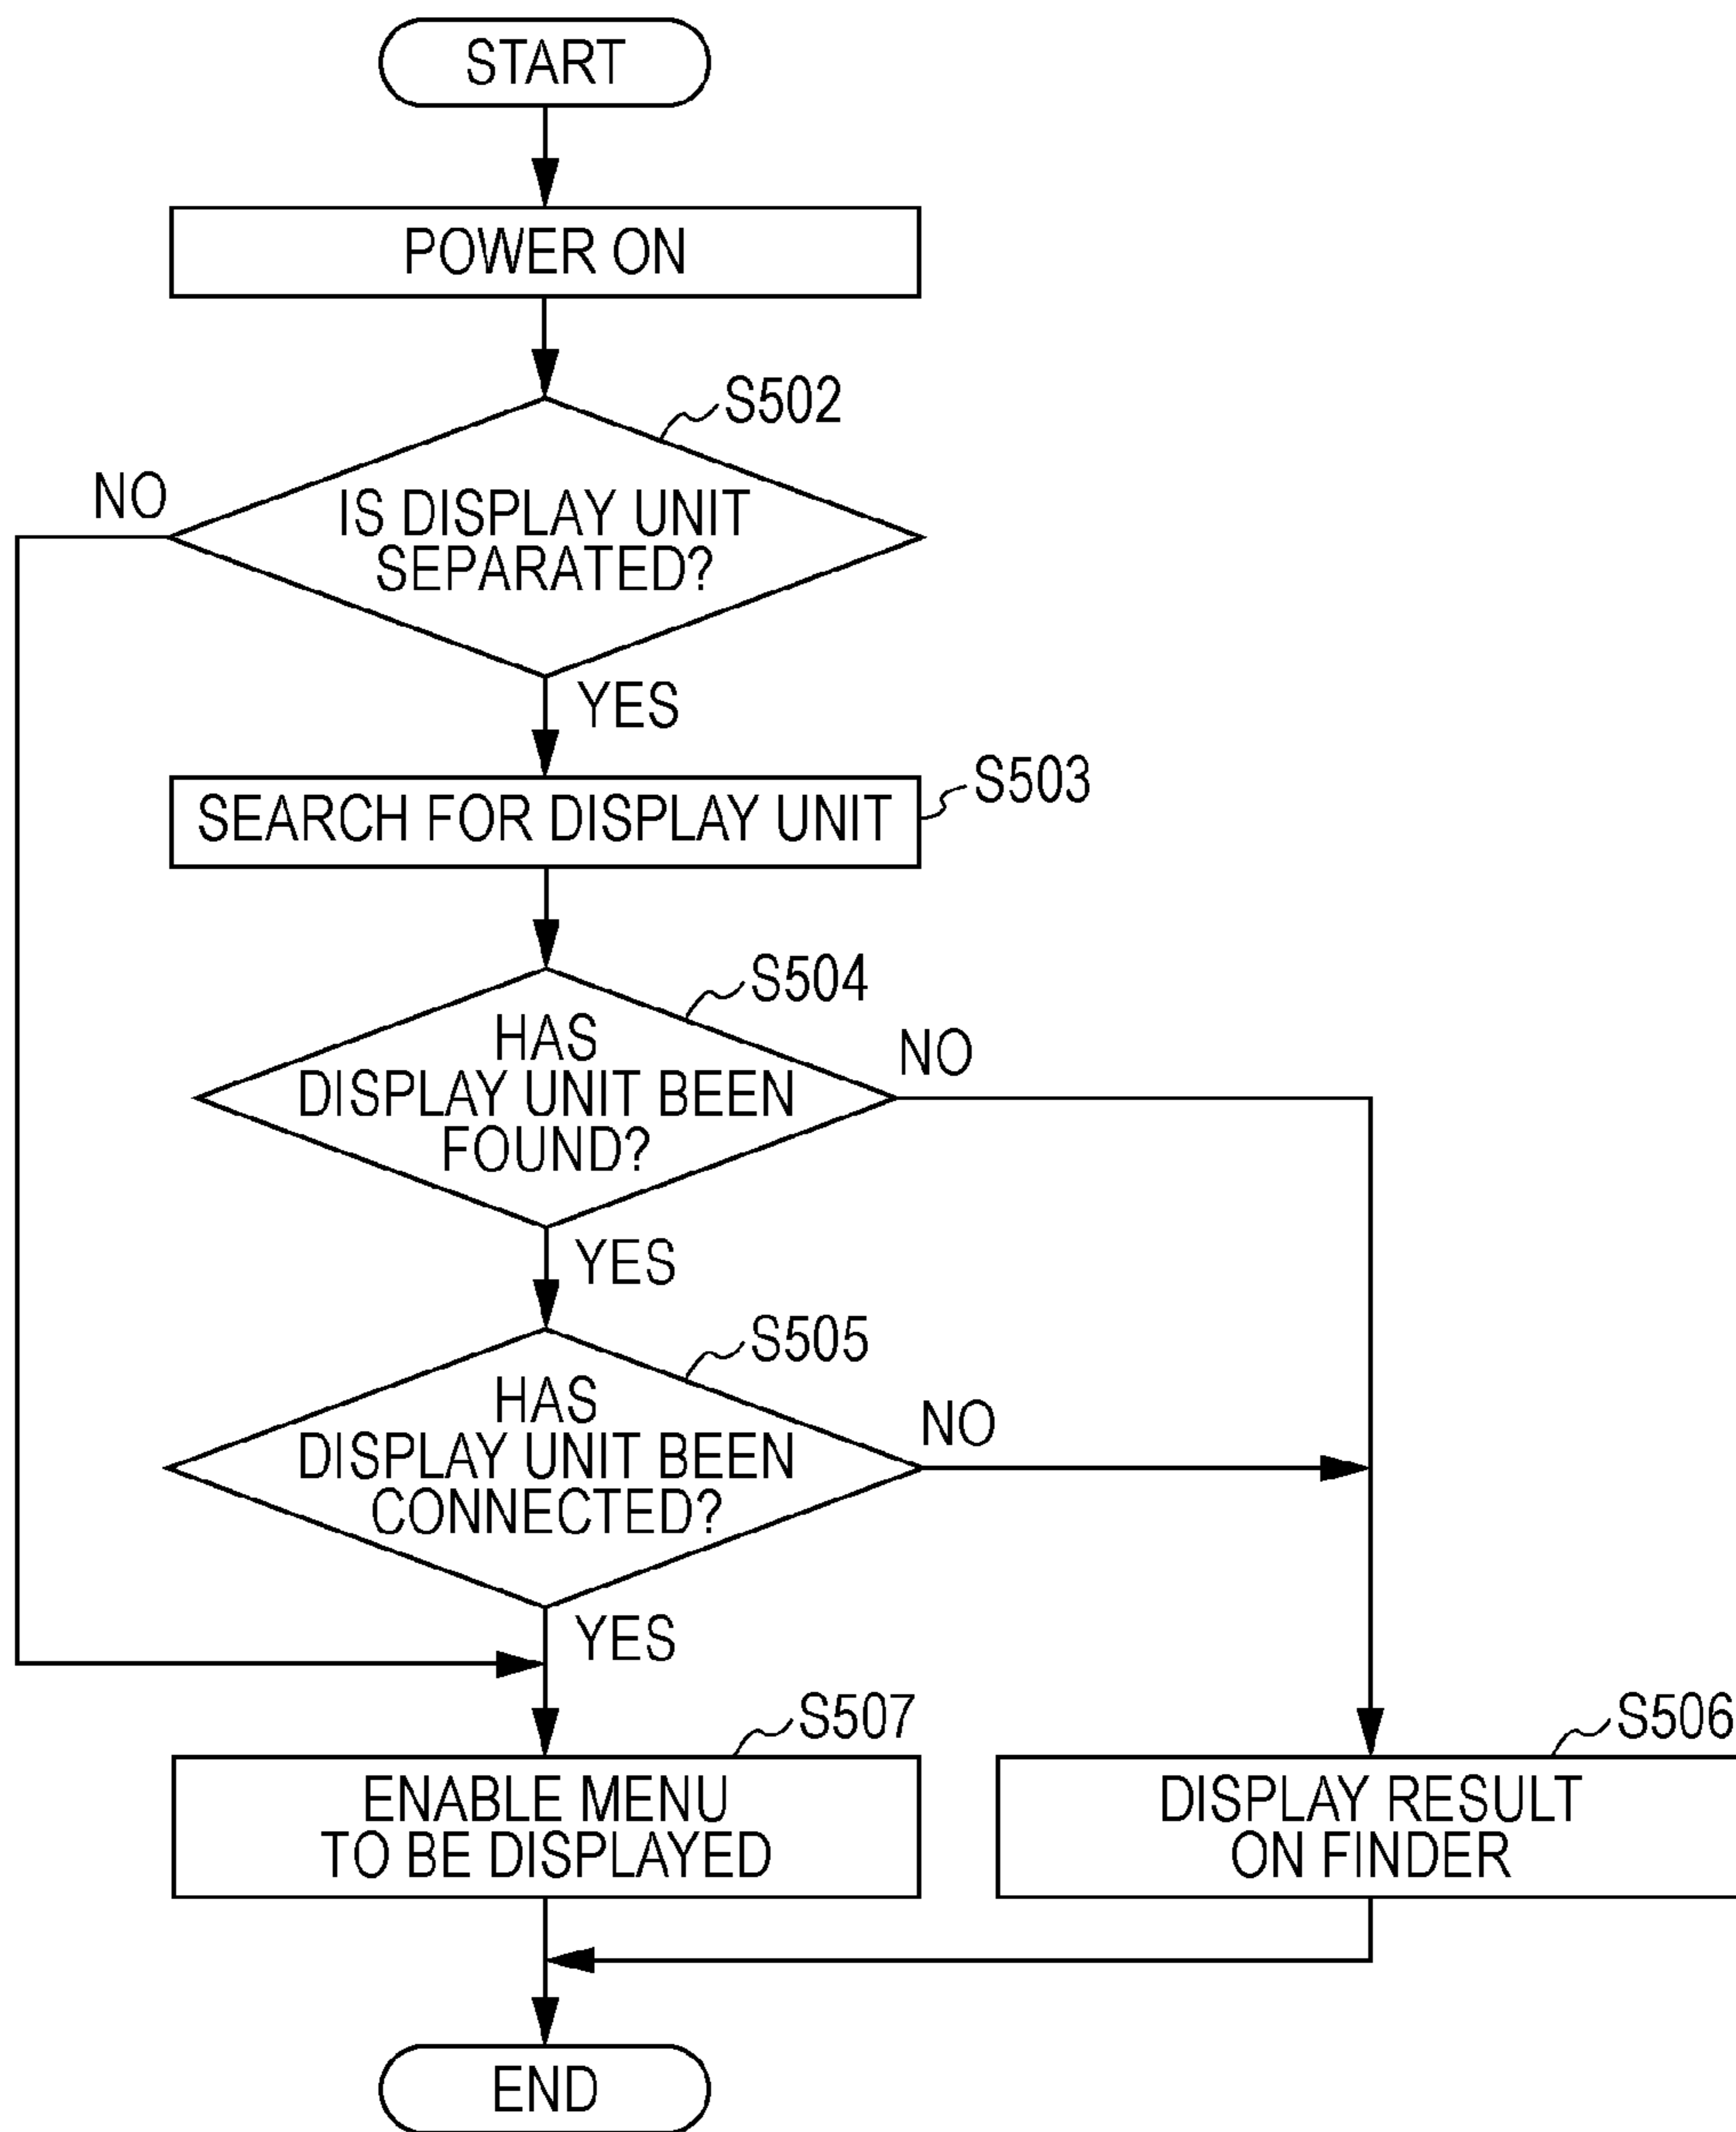 START
POWER ON
S502
NO
IS DISPLAY UNIT
SEPARATED?
YES
S503
SEARCH FOR DISPLAY UNIT
S504
HAS
DISPLAY UNIT BEEN
FOUND?
NO
YES
S505
HAS
DISPLAY UNIT BEEN
CONNECTED?
NO
YES
S507
ENABLE MENU
TO BE DISPLAYED
S506
DISPLAY RESULT
ON FINDER
END